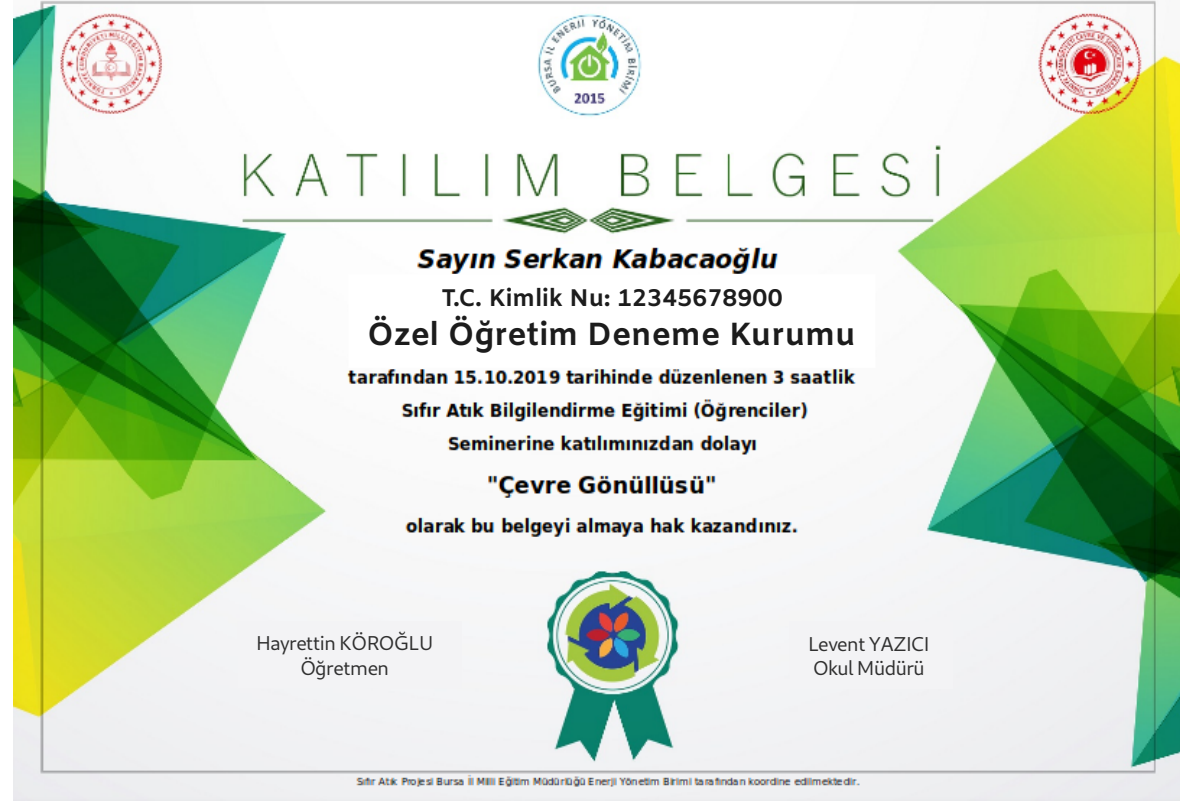 BURSA İL ENERJİ YÖNETİM BİRİMİ
2015
KATILIM BELGESİ
Sayın Serkan Kabacaoğlu
T.C. Kimlik Nu: 12345678900
Özel Öğretim Deneme Kurumu
tarafından 15.10.2019 tarihinde düzenlenen 3 saatlik
Sıfır Atık Bilgilendirme Eğitimi (Öğrenciler)
Seminerine katılımınızdan dolayı
"Çevre Gönüllüsü"
olarak bu belgeyi almaya hak kazandınız.
Hayrettin KÖROĞLU
Öğretmen
Levent YAZICI
Okul Müdürü
Sıfır Atık Projesi Bursa İl Milli Eğitim Müdürlüğü Enerji Yönetim Birimi tarafından koordine edilmektedir.